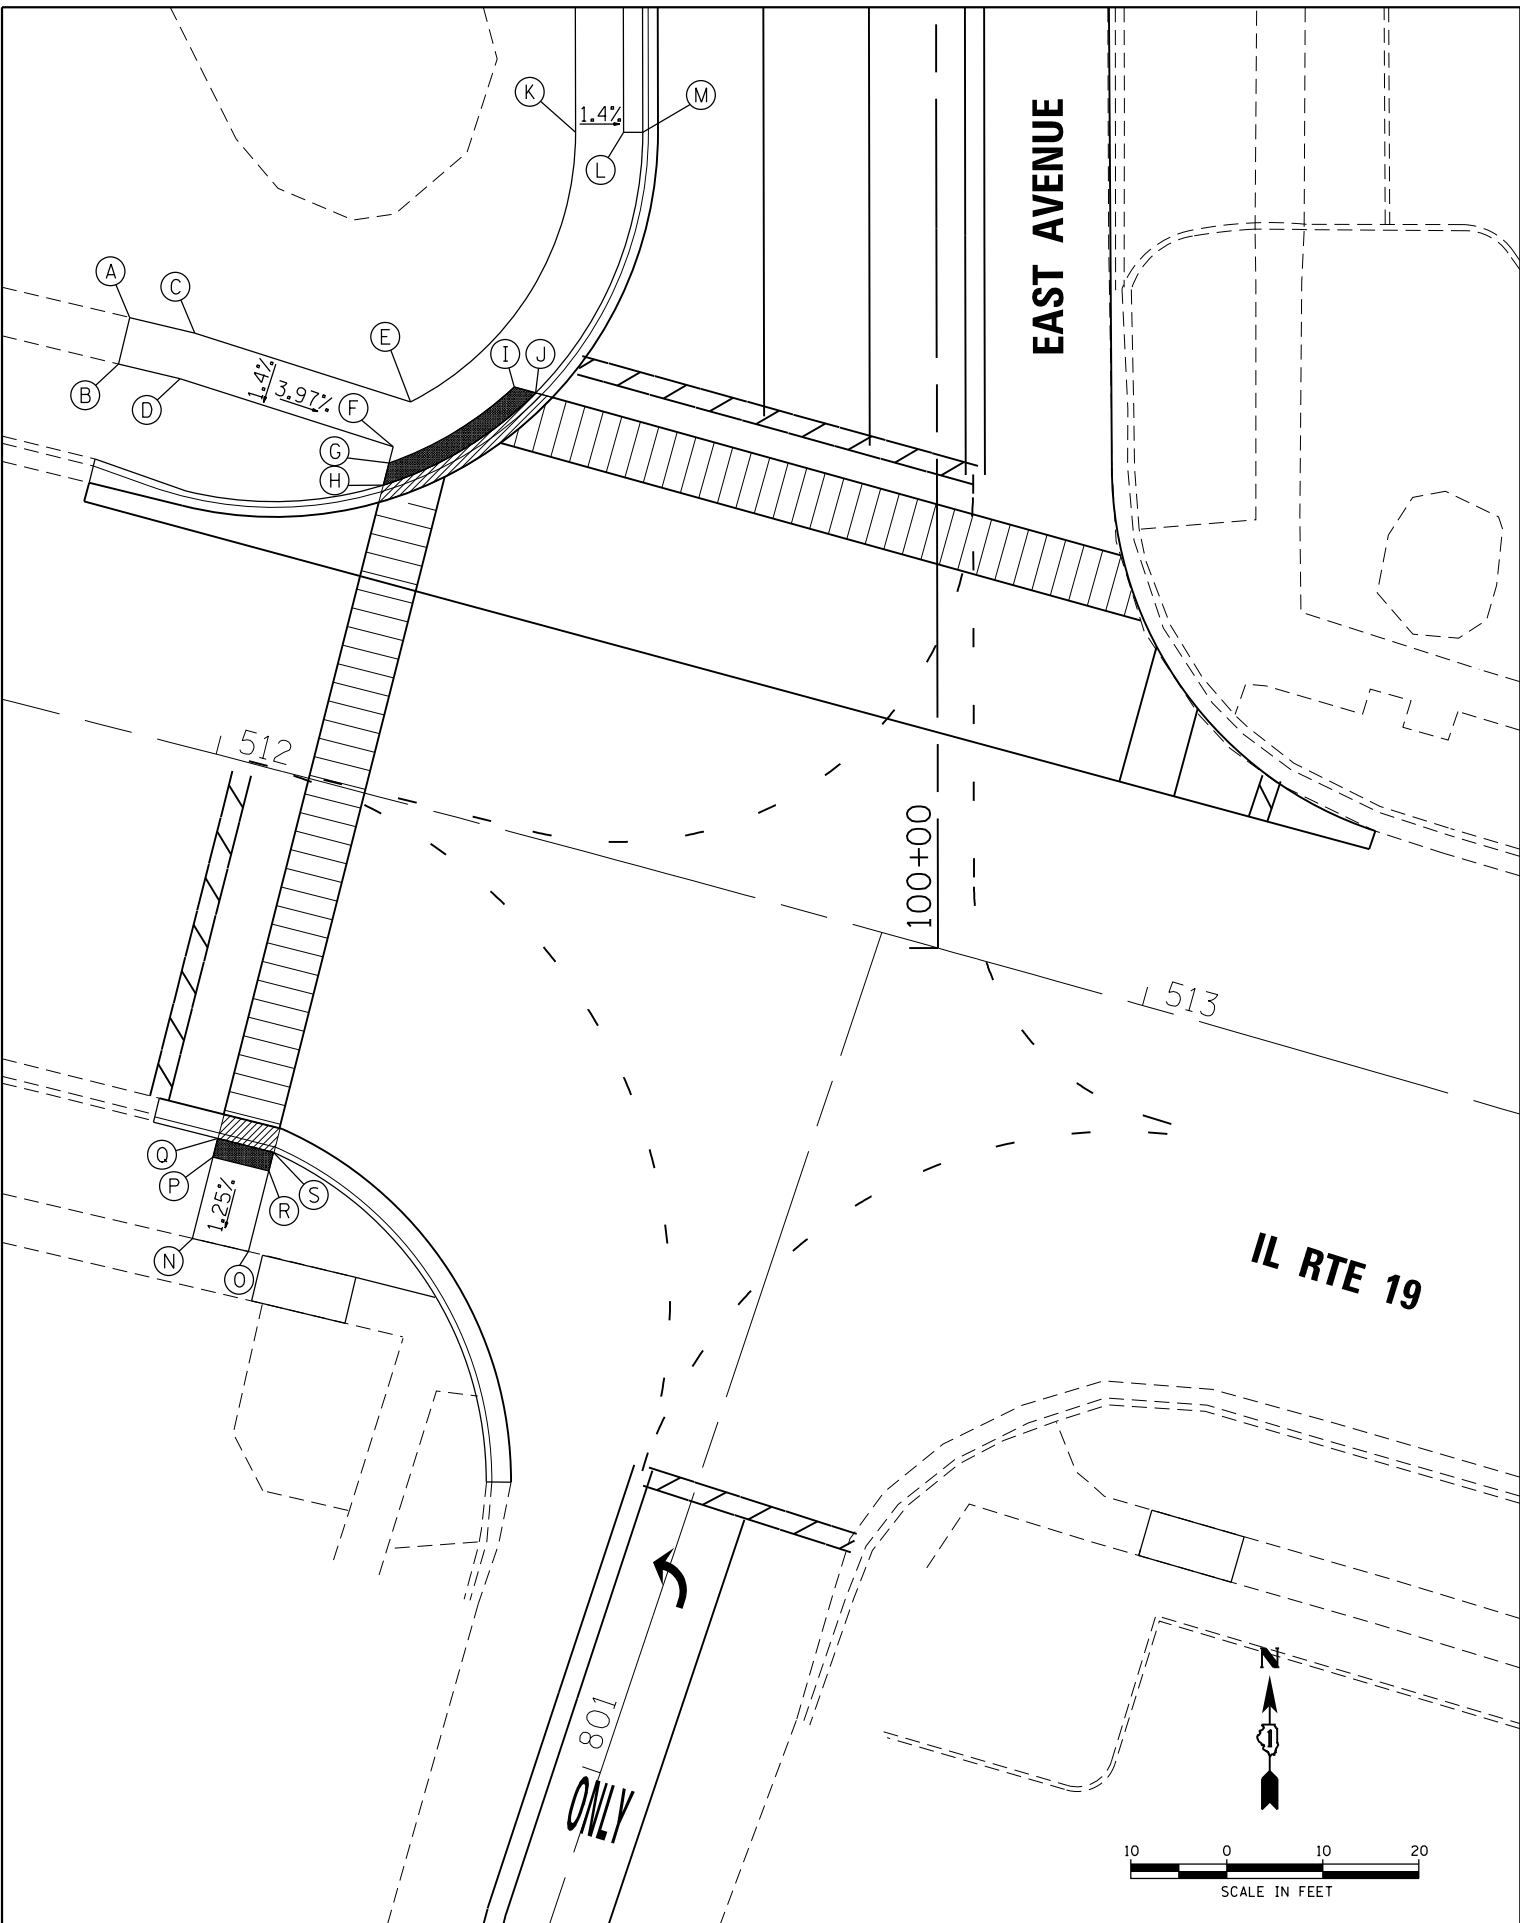 K
M
1.4%
L
EAST AVENUE
A
C
E
I
J
B
D
1.4%
3.97%
F
G
H
512
100+00
513
Q
P
S
R
1.25%
N
O
IL RTE 19
801
ONLY
N
1
10 0 10 20
SCALE IN FEET